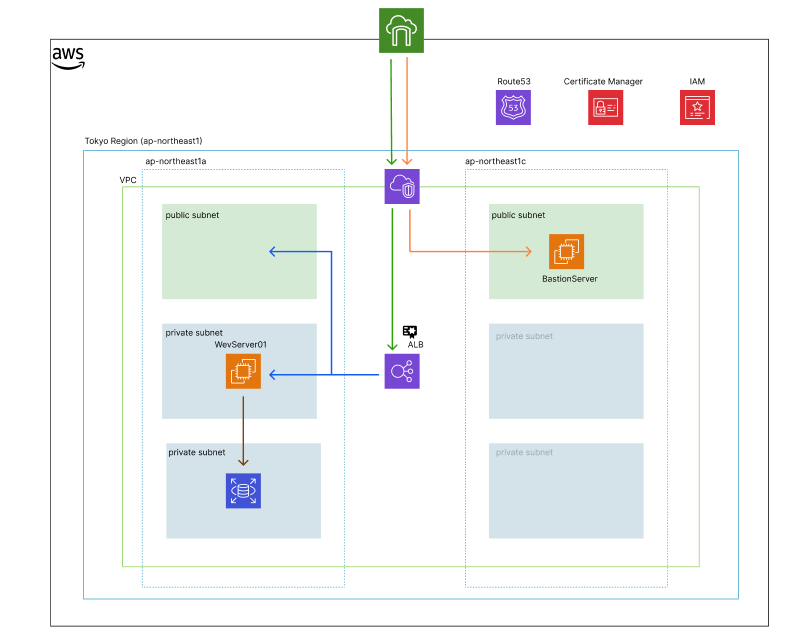 aws
Route53
Certificate Manager
IAM
53
Tokyo Region (ap-northeast1)
ap-northeast1a
ap-northeast1c
VPC
public subnet
public subnet
BastionServer
private subnet
WevServer01
ALB
private subnet
private subnet
private subnet